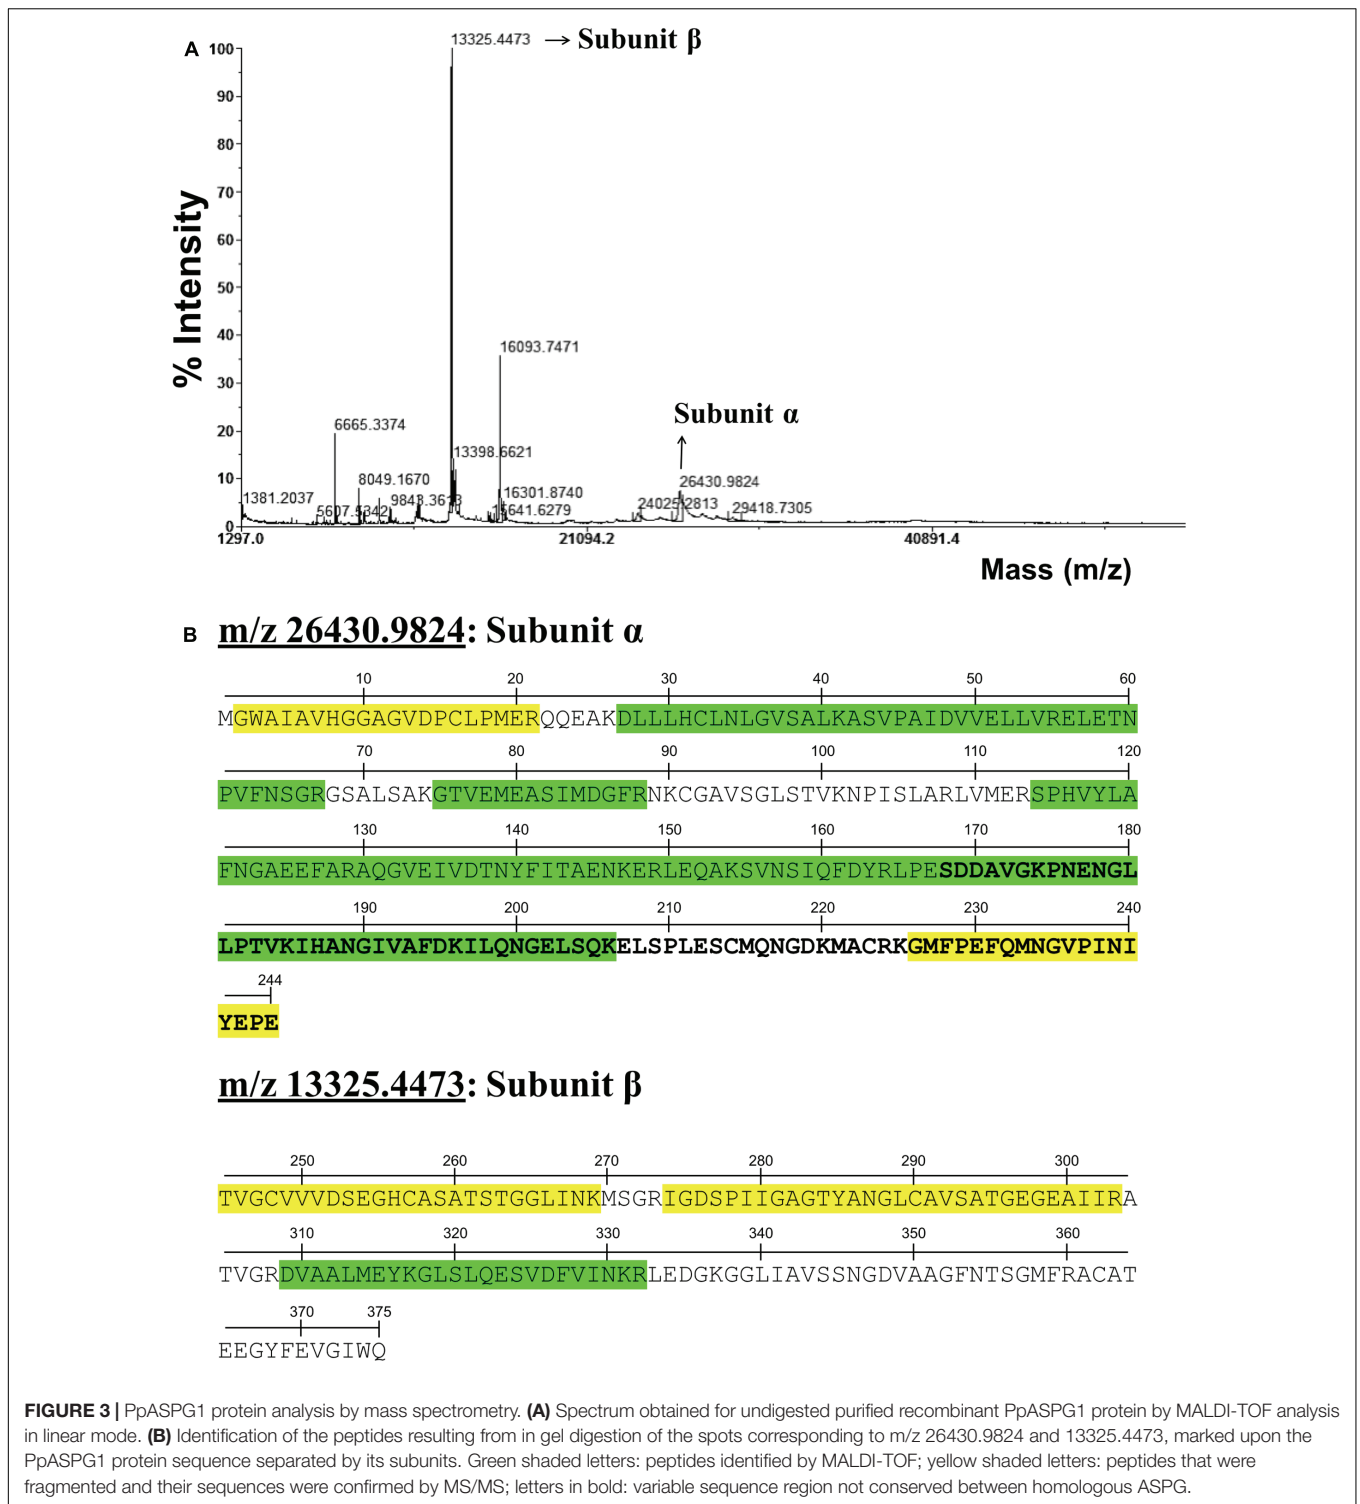 A
13325.4473 → Subunit β
100
90
80
70
60
50
40
30
20
10
0
% Intensity
16093.7471
Subunit α
6665.3374
13398.6621
8049.1670
26430.9824
1381.2037
16301.8740
9843.3613
24025.2813
29418.7305
5607.5342
15641.6279
1297.0
21094.2
40891.4
Mass (m/z)
B m/z 26430.9824: Subunit α
10 20 30 40 50 60
MGWAIAVHGGAGVDPCLPMERQQEAKDLLLHCLNLGVSALKASVPAIDVVELLVRELETN
70 80 90 100 110 120
PVFNSGRGSALSAKGTVEMEASIMDGFRNKCGAVSGLSTVKNPISLARLVMERSPHVYLA
130 140 150 160 170 180
FNGAEEFARAQGVEIVDTNYFITAENKERLEQAKSVNSIQFDYRLPESDDAVGKPNENGL
190 200 210 220 230 240
LPTVKIHANGIVAFDKILQNGELSQKELSPLESCMQNGDKMACRKGMFPEFQMNGVPINI
244
YEPE
m/z 13325.4473: Subunit β
250 260 270 280 290 300
TVGCVVVDSEGHCASATSTGGLINKMSGRIGDSPIIGAGTYANGLCAVSATGEGEAIIRA
310 320 330 340 350 360
TVGRDVAALMEYKGLSLQESVDFVINKRLEDGKGGLIAVSSNGDVAAGFNTSGMFRACAT
370 375
EEGYFEVGIWQ
FIGURE 3 | PpASPG1 protein analysis by mass spectrometry. (A) Spectrum obtained for undigested purified recombinant PpASPG1 protein by MALDI-TOF analysis
in linear mode. (B) Identification of the peptides resulting from in gel digestion of the spots corresponding to m/z 26430.9824 and 13325.4473, marked upon the
PpASPG1 protein sequence separated by its subunits. Green shaded letters: peptides identified by MALDI-TOF; yellow shaded letters: peptides that were
fragmented and their sequences were confirmed by MS/MS; letters in bold: variable sequence region not conserved between homologous ASPG.